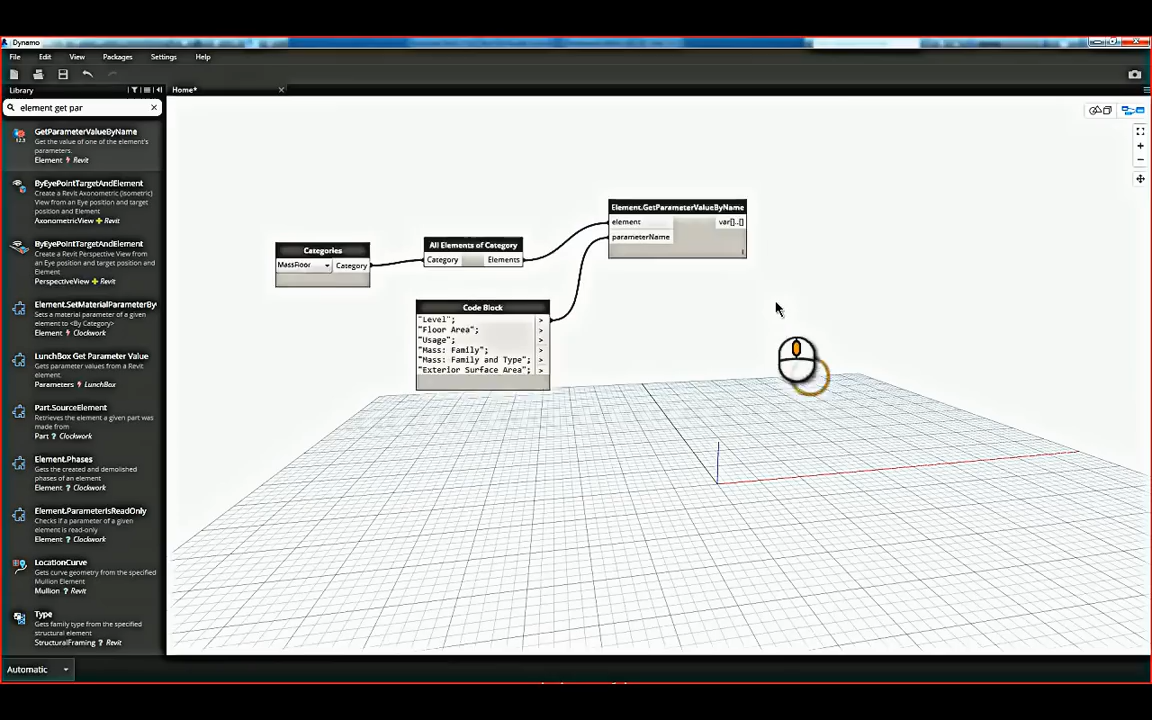 Dynamo
File Edit View Packages Settings Help
Library
Home*
element get par
GetParameterValueByName
Get the value of one of the element's
parameters.
Element Revit
ByEyePointTargetAndElement
Create a Revit Axonometric (isometric)
View from an Eye position and target
position and Element
AxonometricView Revit
ByEyePointTargetAndElement
Create a Revit Perspective View from
an Eye position and target position and
Element
PerspectiveView Revit
Element.SetMaterialParameterBy
Sets a material parameter of a given
element to <By Category>
Element Clockwork
LunchBox Get Parameter Value
Gets parameter values from a Revit
element.
Parameters LunchBox
Part.SourceElement
Retrieves the element a given part was
made from
Part ? Clockwork
Element.Phases
Gets the created and demolished
phases of an element
Element ? Clockwork
Element.ParameterIsReadOnly
Checks if a parameter of a given
element is read-only
Element ? Clockwork
LocationCurve
Gets curve geometry from the specified
Mullion Element
Mullion ? Revit
Type
Gets family type from the specified
structural element
StructuralFraming ? Revit
Automatic
Categories
MassFloor Category
All Elements of Category
Category Elements
Code Block
"Level"; >
"Floor Area"; >
"Usage"; >
"Mass: Family"; >
"Mass: Family and Type"; >
"Exterior Surface Area"; >
Element.GetParameterValueByName
element var[]..[]
parameterName